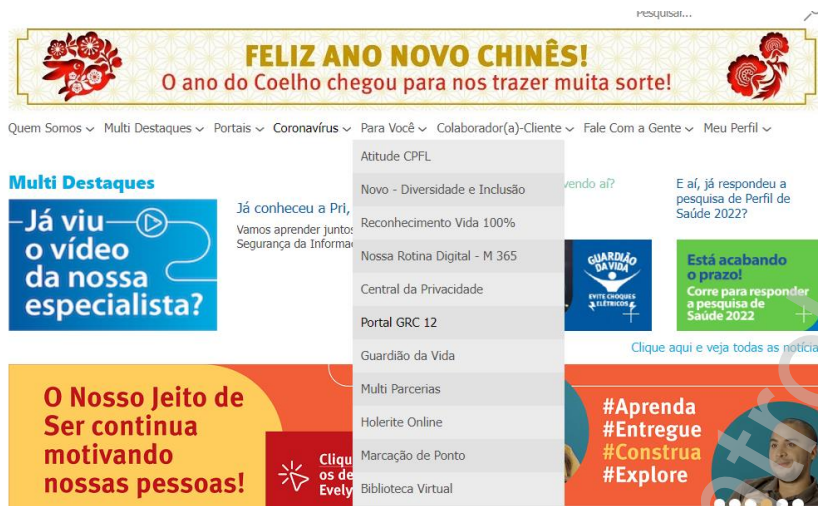 Pesquisar...
FELIZ ANO NOVO CHINÊS!
O ano do Coelho chegou para nos trazer muita sorte!
Quem Somos Multi Destaques Portais Coronavírus Para Você Colaborador(a)-Cliente Fale Com a Gente Meu Perfil
Multi Destaques
Já viu
o vídeo
da nossa
especialista?
Já conheceu a Pri,
Vamos aprender juntos
Segurança da Informa
Atitude CPFL
Novo - Diversidade e Inclusão
Reconhecimento Vida 100%
Nossa Rotina Digital - M 365
Central da Privacidade
Portal GRC 12
Guardião da Vida
Multi Parcerias
Holerite Online
Marcação de Ponto
Biblioteca Virtual
vendo aí?
GUARDIÃO
DA VIDA
EVITE CHOQUES
ELÉTRICOS
E aí, já respondeu a
pesquisa de Perfil de
Saúde 2022?
Está acabando
o prazo!
Corre para responder
a pesquisa de
Saúde 2022
Clique aqui e veja todas as notícia
O Nosso Jeito de
Ser continua
motivando
nossas pessoas!
Cliqu
os de
Evely
#Aprenda
#Entregue
#Construa
#Explore